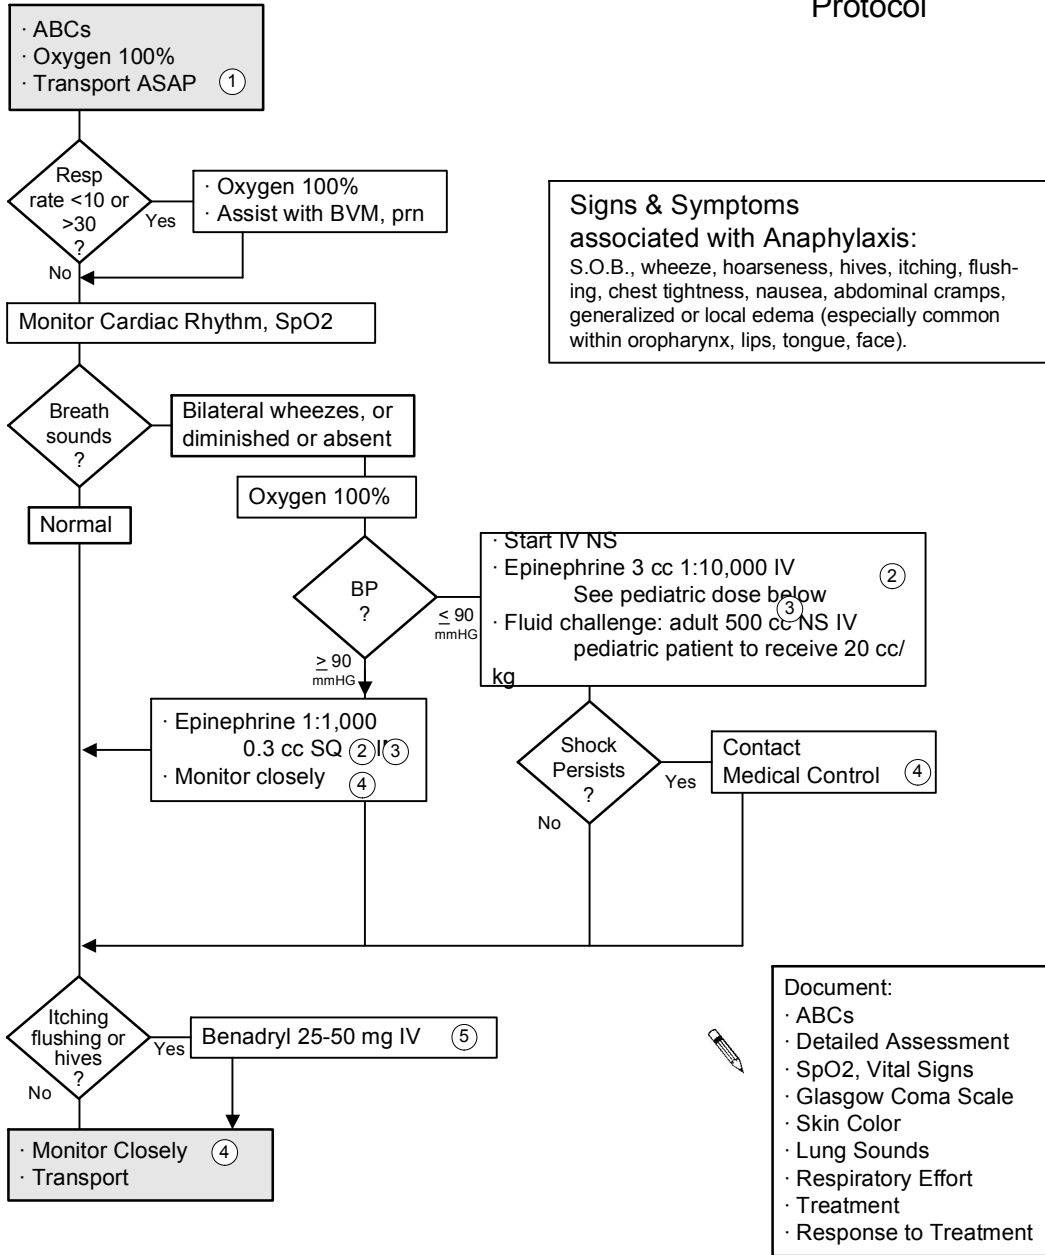 Protocol
· ABCs
· Oxygen 100%
· Transport ASAP 1
Resp
rate <10 or
>30
?
Yes
No
· Oxygen 100%
· Assist with BVM, prn
Signs & Symptoms
associated with Anaphylaxis:
S.O.B., wheeze, hoarseness, hives, itching, flush-
ing, chest tightness, nausea, abdominal cramps,
generalized or local edema (especially common
within oropharynx, lips, tongue, face).
Monitor Cardiac Rhythm, SpO2
Breath
sounds
?
Bilateral wheezes, or
diminished or absent
Oxygen 100%
Normal
BP
?
≤ 90
mmHG
≥ 90
mmHG
· Start IV NS
· Epinephrine 3 cc 1:10,000 IV 2
See pediatric dose below
3
· Fluid challenge: adult 500 cc NS IV
pediatric patient to receive 20 cc/
kg
· Epinephrine 1:1,000
0.3 cc SQ 2 3
· Monitor closely 4
Shock
Persists
?
Yes
No
Contact
Medical Control 4
Itching
flushing or
hives
?
Yes
No
Benadryl 25-50 mg IV 5
· Monitor Closely 4
· Transport
Document:
· ABCs
· Detailed Assessment
· SpO2, Vital Signs
· Glasgow Coma Scale
· Skin Color
· Lung Sounds
· Respiratory Effort
· Treatment
· Response to Treatment